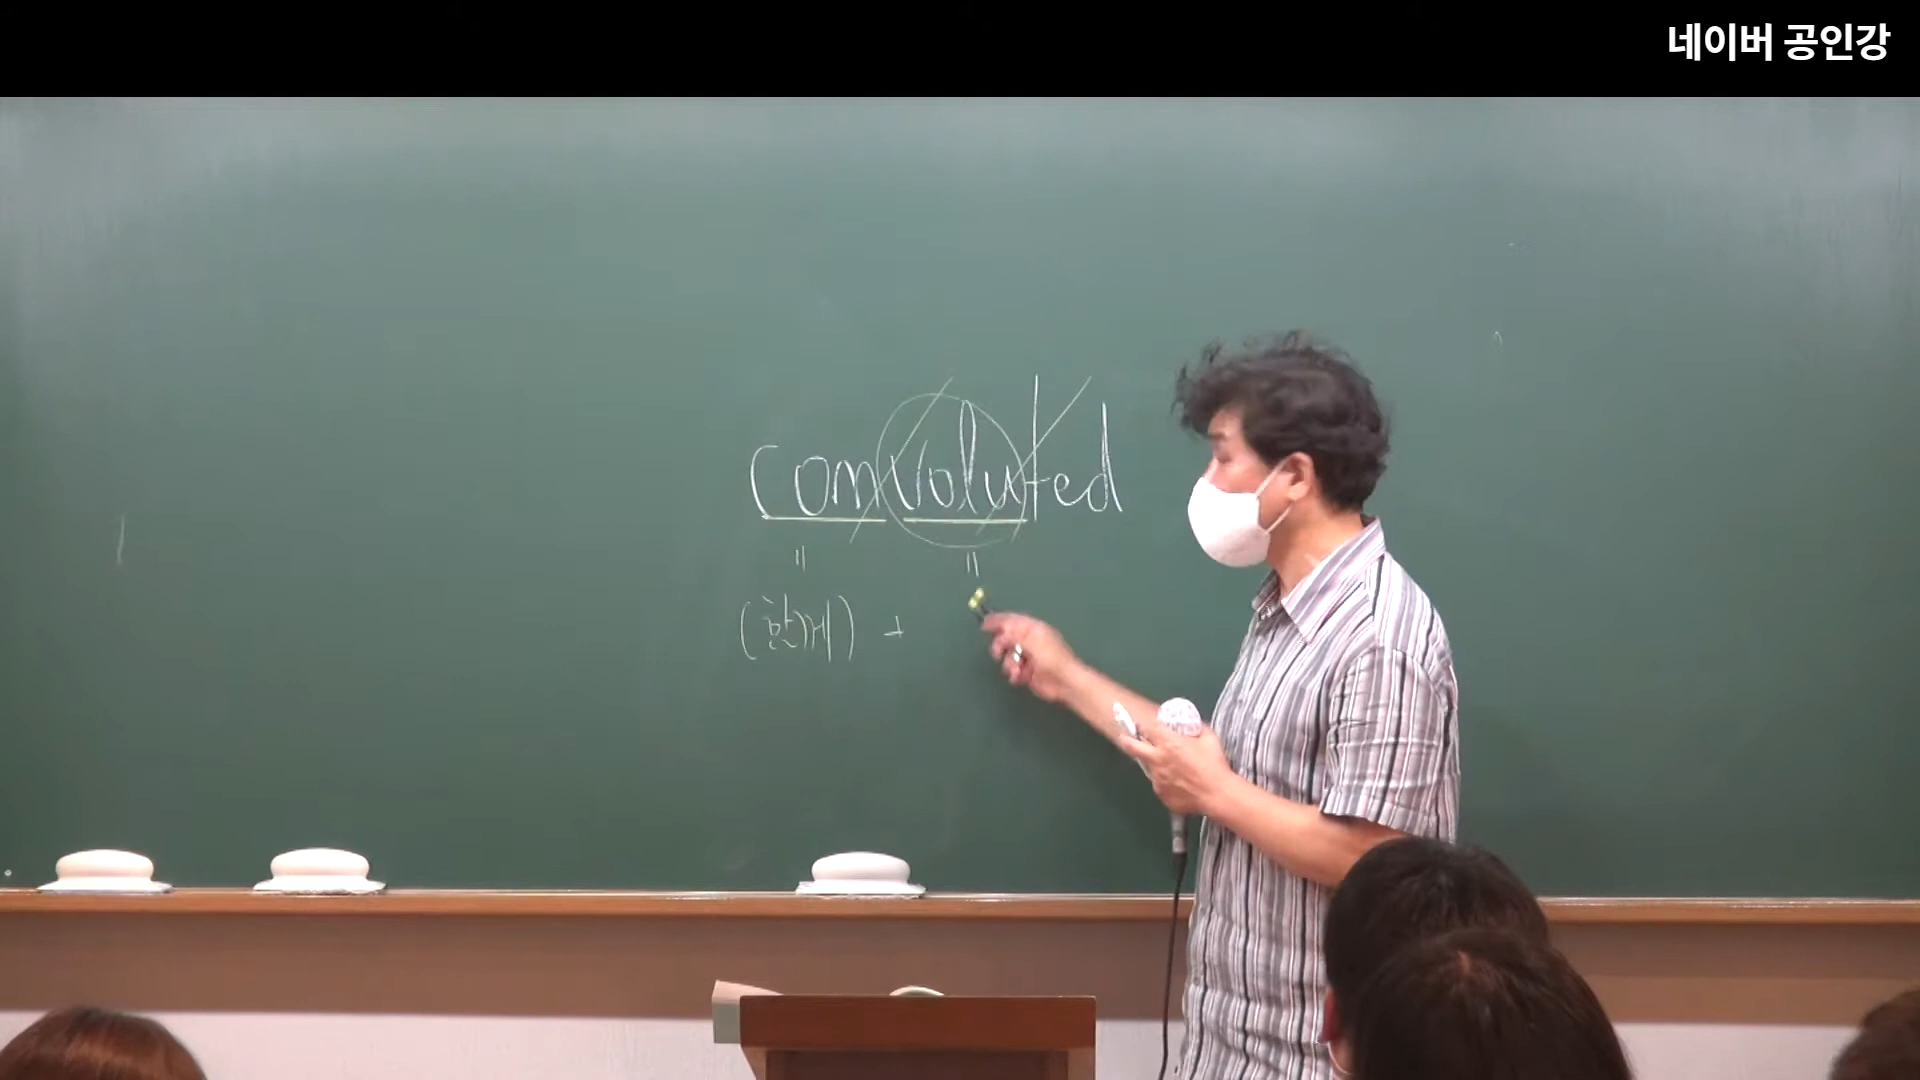 네이버 공인강
convoluted
= =
(함께) +